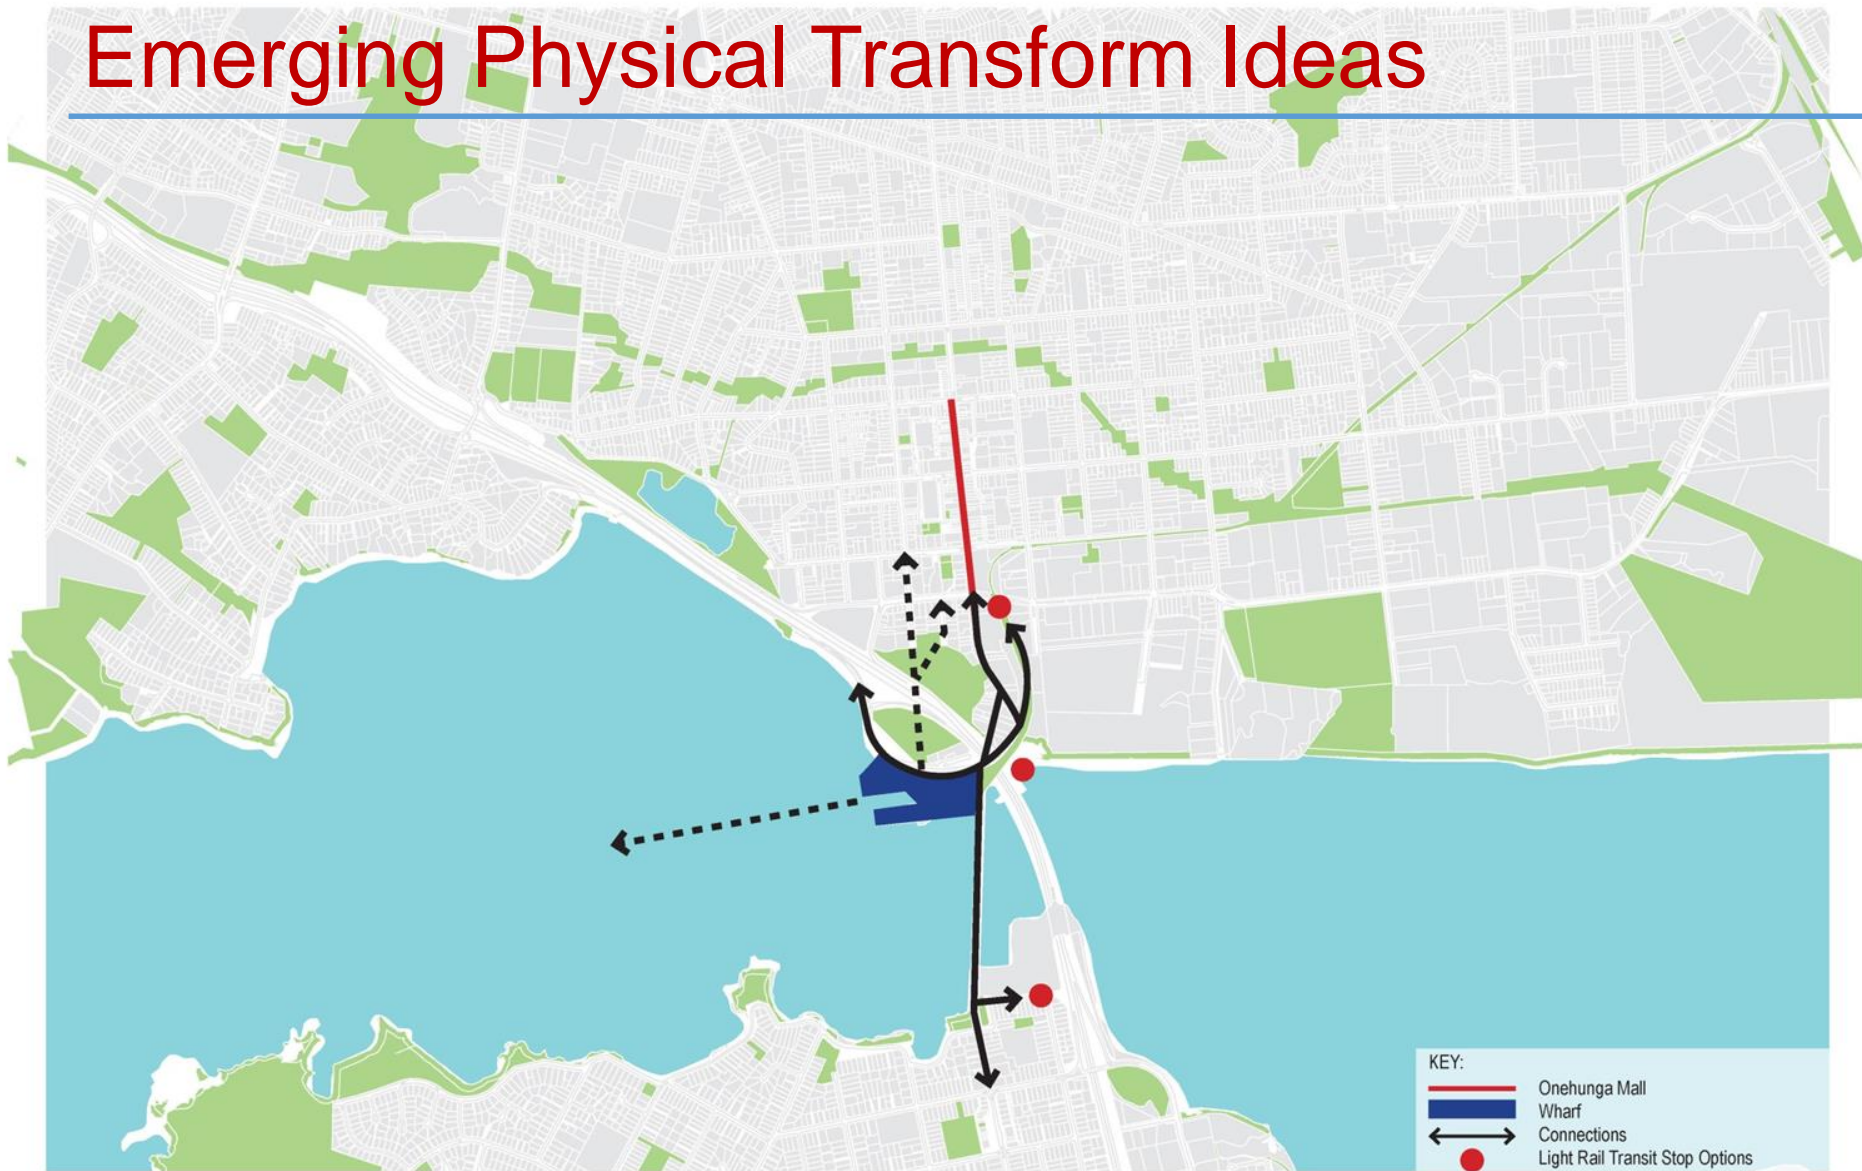 Emerging Physical Transform Ideas
KEY:
Onehunga Mall
Wharf
Connections
Light Rail Transit Stop Options